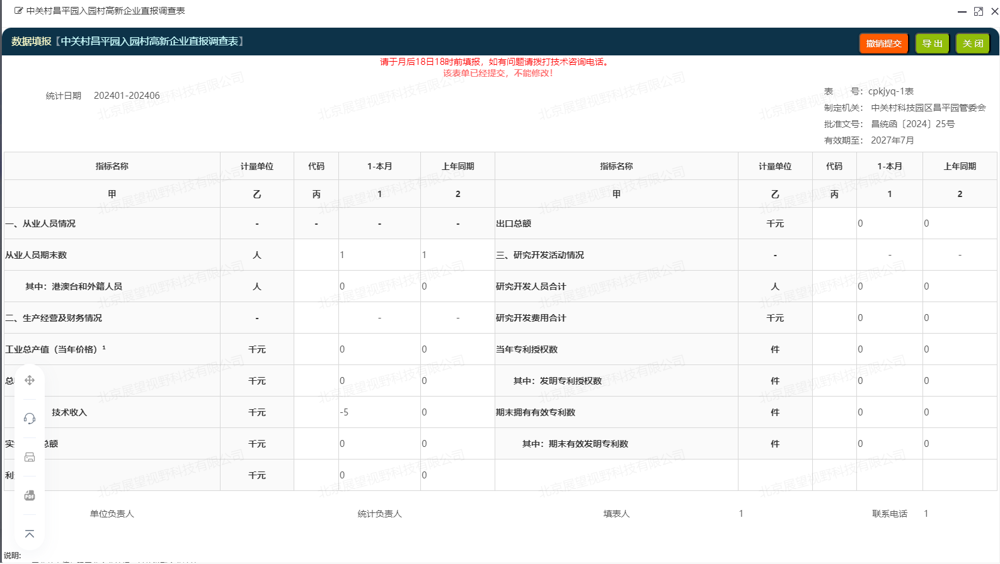 中关村昌平园入园村高新企业直报调查表
数据填报【中关村昌平园入园村高新企业直报调查表】
撤销提交 导 出 关 闭
请于月后18日18时前填报，如有问题请拨打技术咨询电话。
该表单已经提交，不能修改！
统计日期 202401-202406
表 号： cpkjyq-1表
制定机关： 中关村科技园区昌平园管委会
批准文号： 昌统函〔2024〕25号
有效期至： 2027年7月
指标名称 计量单位 代码 1-本月 上年同期 指标名称 计量单位 代码 1-本月 上年同期
甲 乙 丙 1 2 甲 乙 丙 1 2
一、从业人员情况 - - - - 出口总额 千元 0 0
从业人员期末数 人 1 1 三、研究开发活动情况 - - -
其中：港澳台和外籍人员 人 0 0 研究开发人员合计 人 0 0
二、生产经营及财务情况 - - - 研究开发费用合计 千元 0 0
工业总产值（当年价格）¹ 千元 0 0 当年专利授权数 件 0 0
总 千元 0 0 其中：发明专利授权数 件 0 0
技术收入 千元 -5 0 期末拥有有效专利数 件 0 0
实 总额 千元 0 0 其中：期末有效发明专利数 件 0 0
利 千元 0 0
单位负责人 统计负责人 填表人 1 联系电话 1
PDF
说明：
北京展望视野科技有限公司